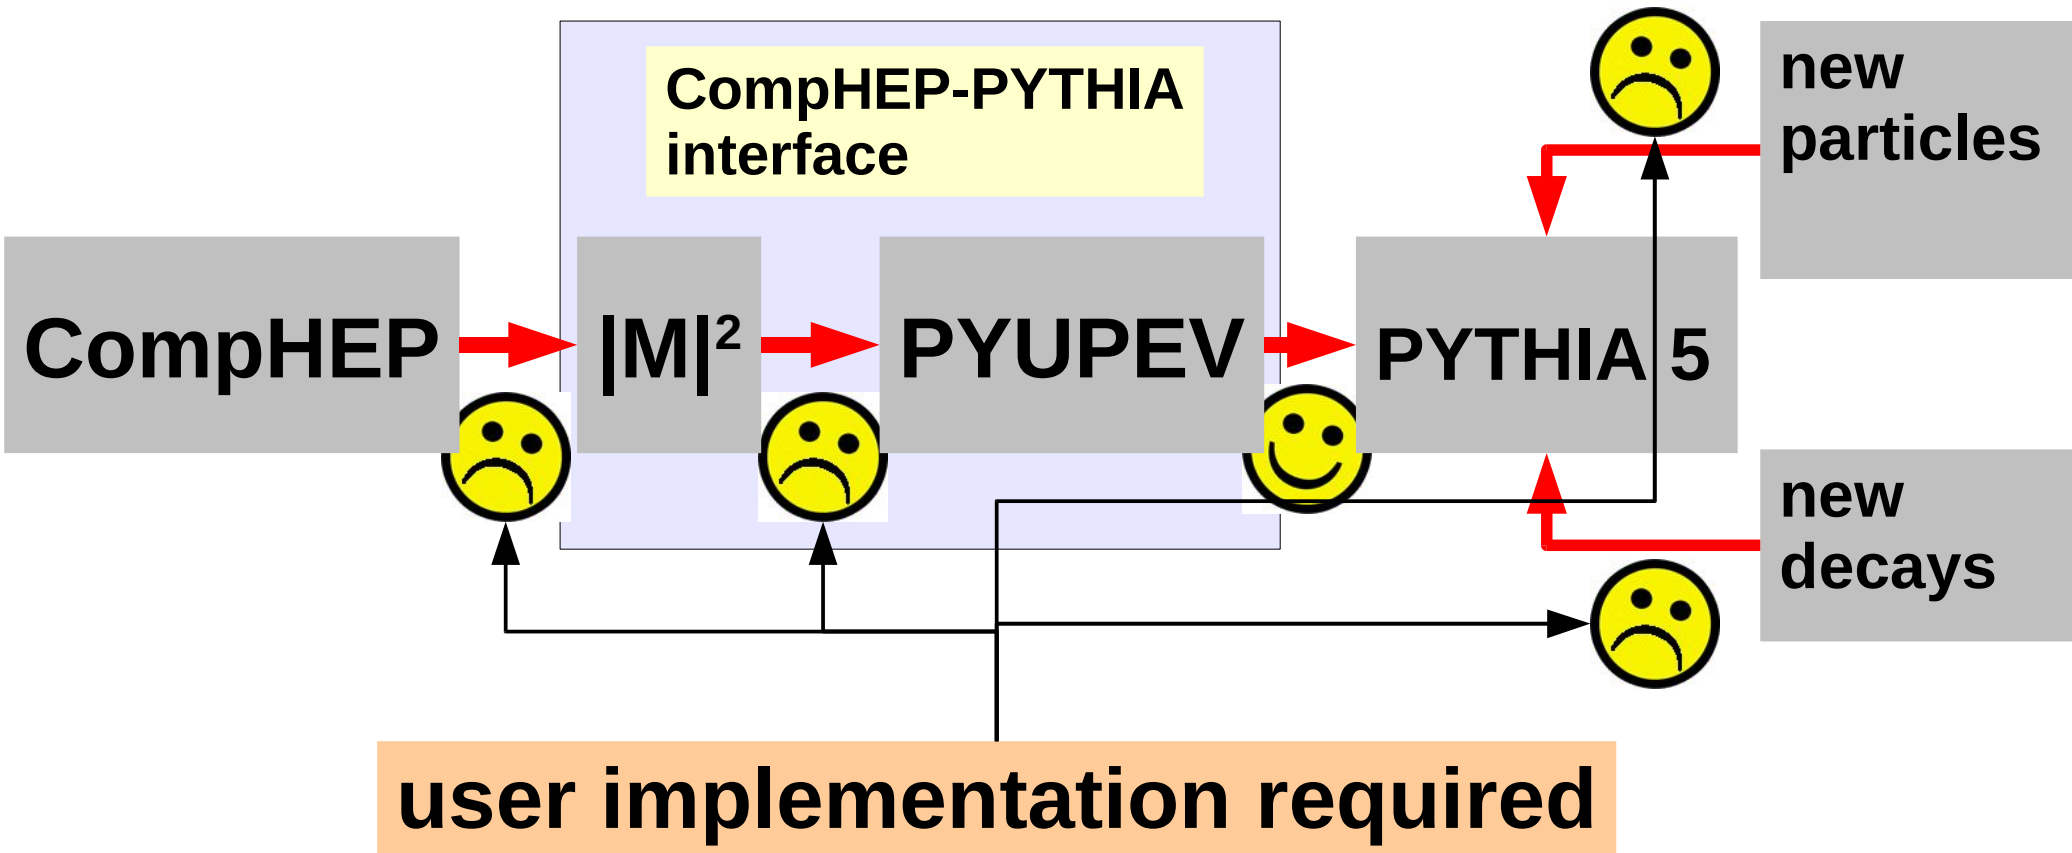 CompHEP-PYTHIA
interface
new
particles
CompHEP
|M|²
PYUPEV
PYTHIA 5
new
decays
user implementation required